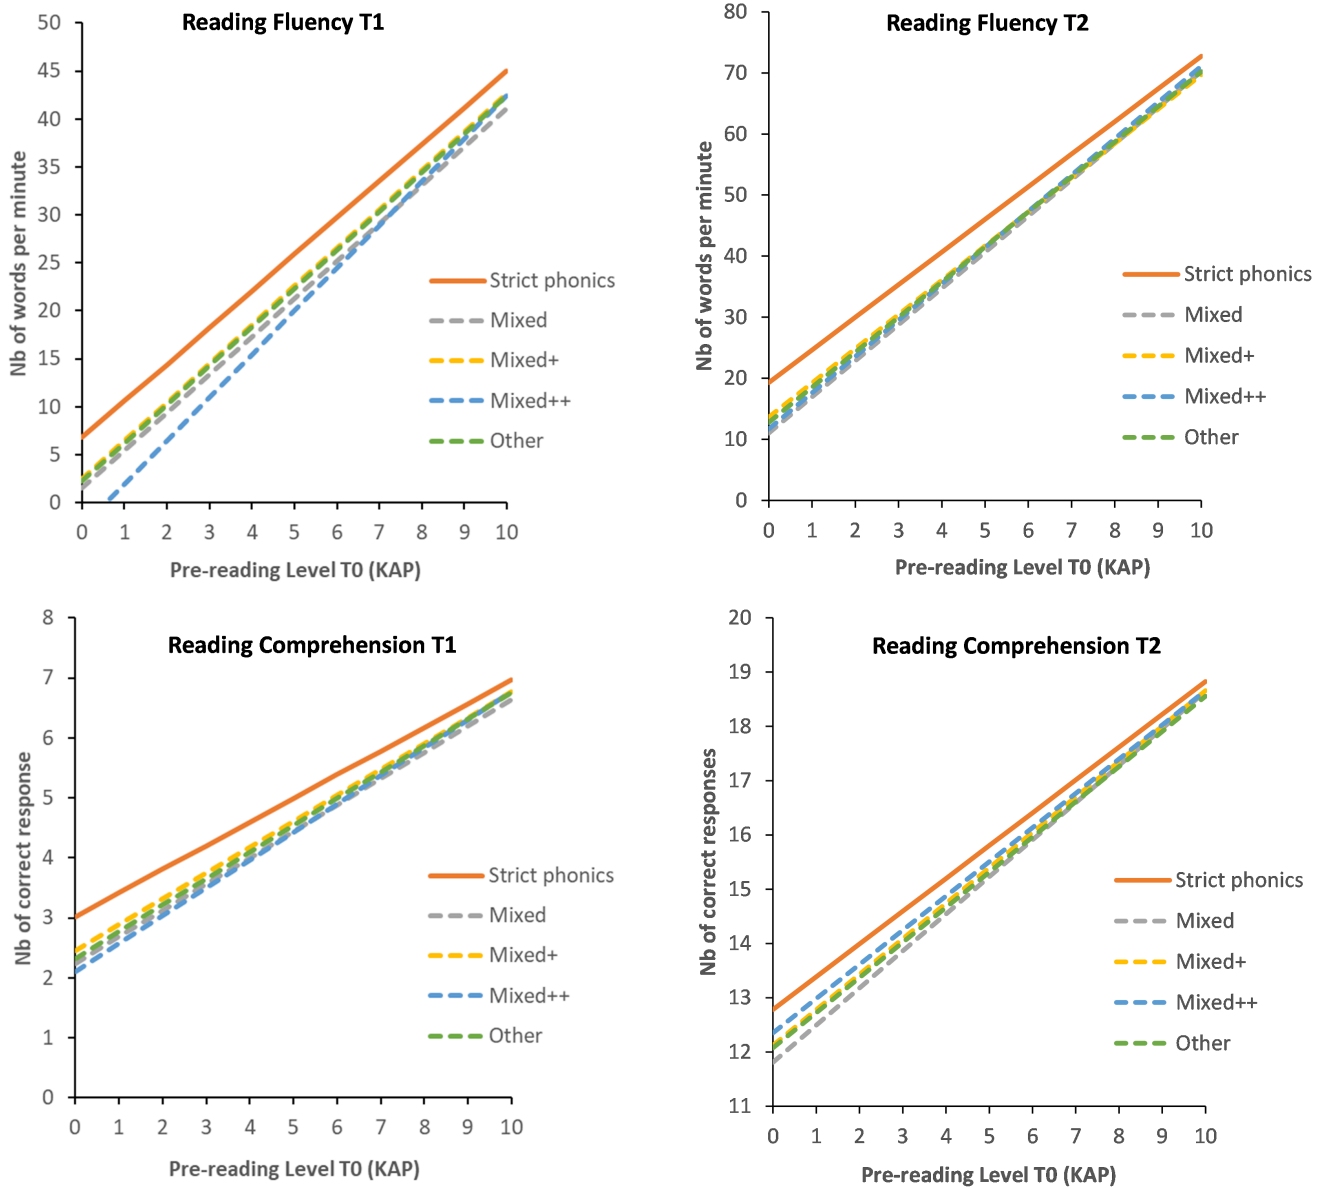 Reading Fluency T1
50
45
40
35
30
25
20
15
10
5
0
Nb of words per minute
0 1 2 3 4 5 6 7 8 9 10
Pre-reading Level T0 (KAP)
Strict phonics
Mixed
Mixed+
Mixed++
Other
Reading Fluency T2
80
70
60
50
40
30
20
10
0
Nb of words per minute
0 1 2 3 4 5 6 7 8 9 10
Pre-reading Level T0 (KAP)
Strict phonics
Mixed
Mixed+
Mixed++
Other
Reading Comprehension T1
8
7
6
5
4
3
2
1
0
Nb of correct response
0 1 2 3 4 5 6 7 8 9 10
Pre-reading Level T0 (KAP)
Strict phonics
Mixed
Mixed+
Mixed++
Other
Reading Comprehension T2
20
19
18
17
16
15
14
13
12
11
Nb of correct responses
0 1 2 3 4 5 6 7 8 9 10
Pre-reading Level T0 (KAP)
Strict phonics
Mixed
Mixed+
Mixed++
Other